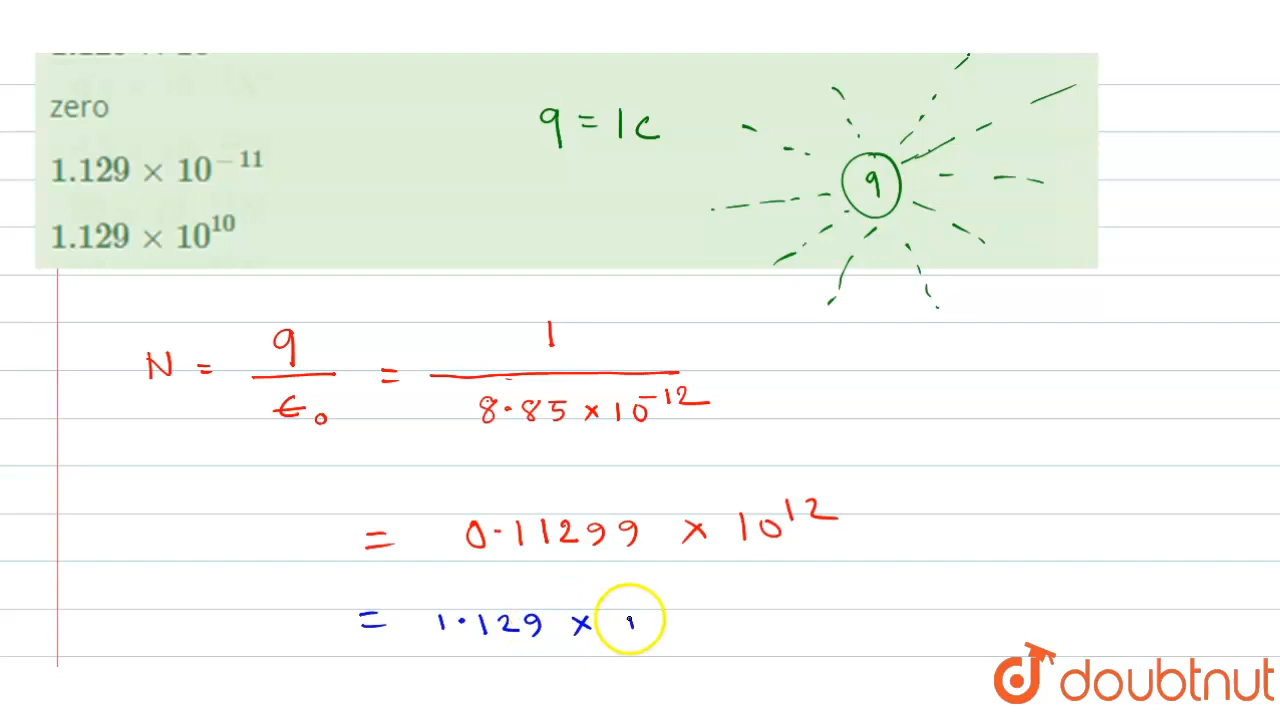 zero
q = 1c
q
1.129 × 10⁻¹¹
1.129 × 10¹⁰
N = q/ϵ₀ = 1/8.85 × 10⁻¹²
= 0.11299 × 10¹²
= 1.129 × 1
doubtnut